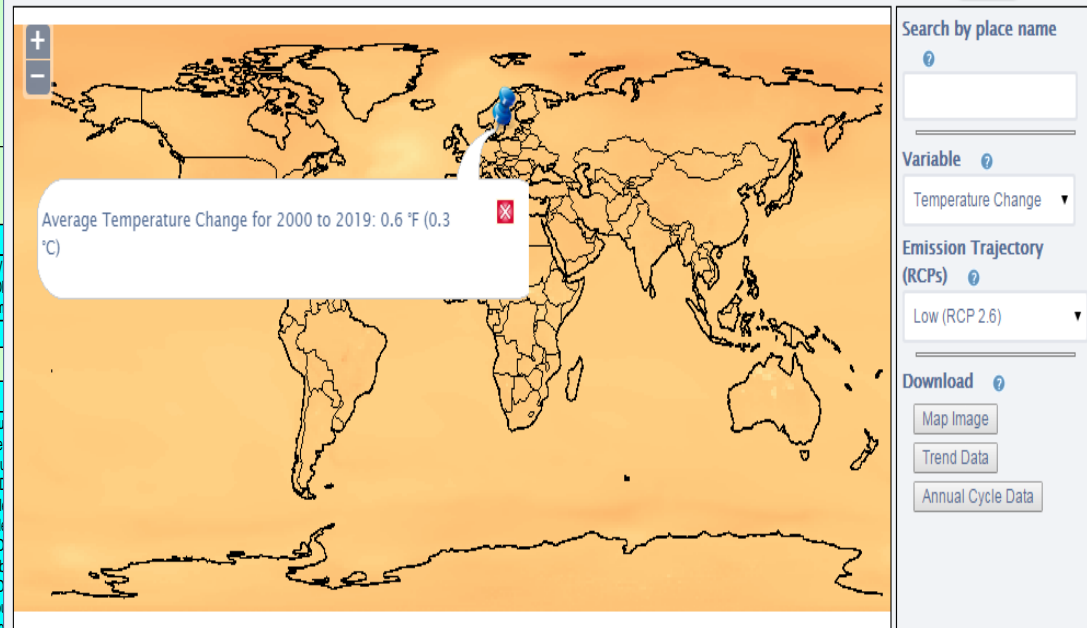 +
−
Average Temperature Change for 2000 to 2019: 0.6 °F (0.3
°C)
Search by place name
?
Variable ?
Temperature Change ▼
Emission Trajectory
(RCPs) ?
Low (RCP 2.6) ▼
Download ?
Map Image
Trend Data
Annual Cycle Data